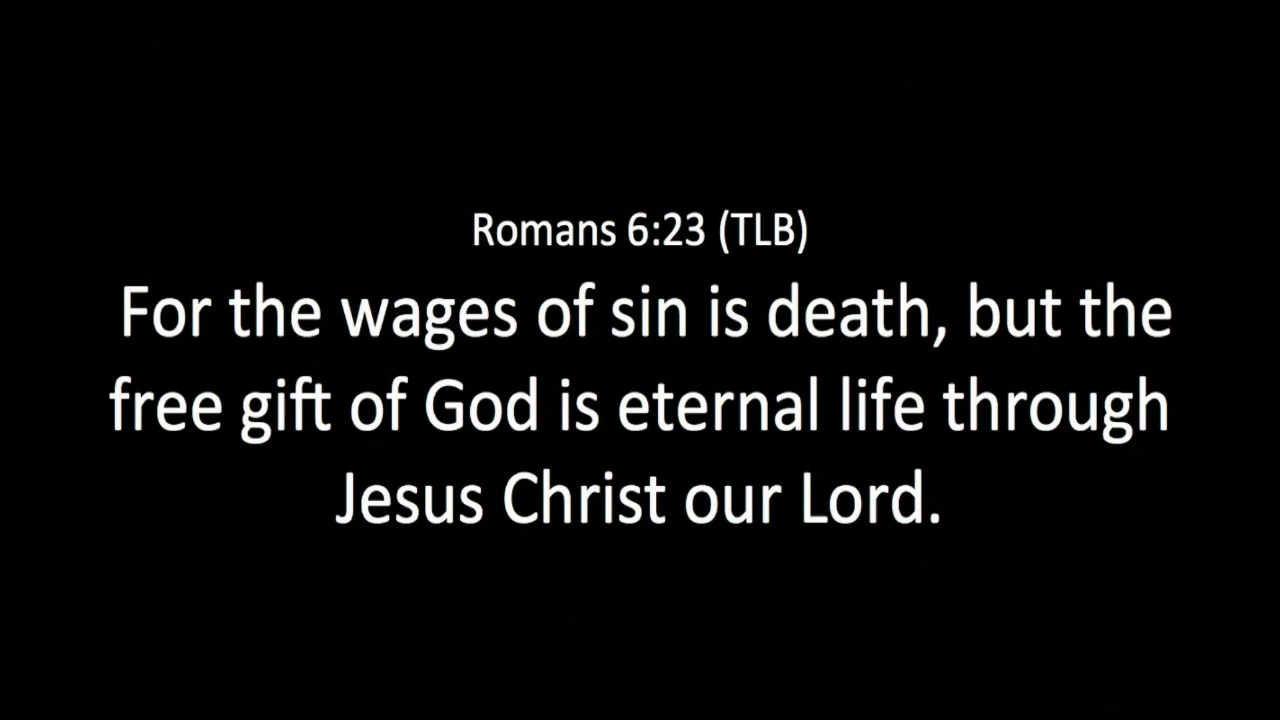 Romans 6:23 (TLB)
For the wages of sin is death, but the
free gift of God is eternal life through
Jesus Christ our Lord.